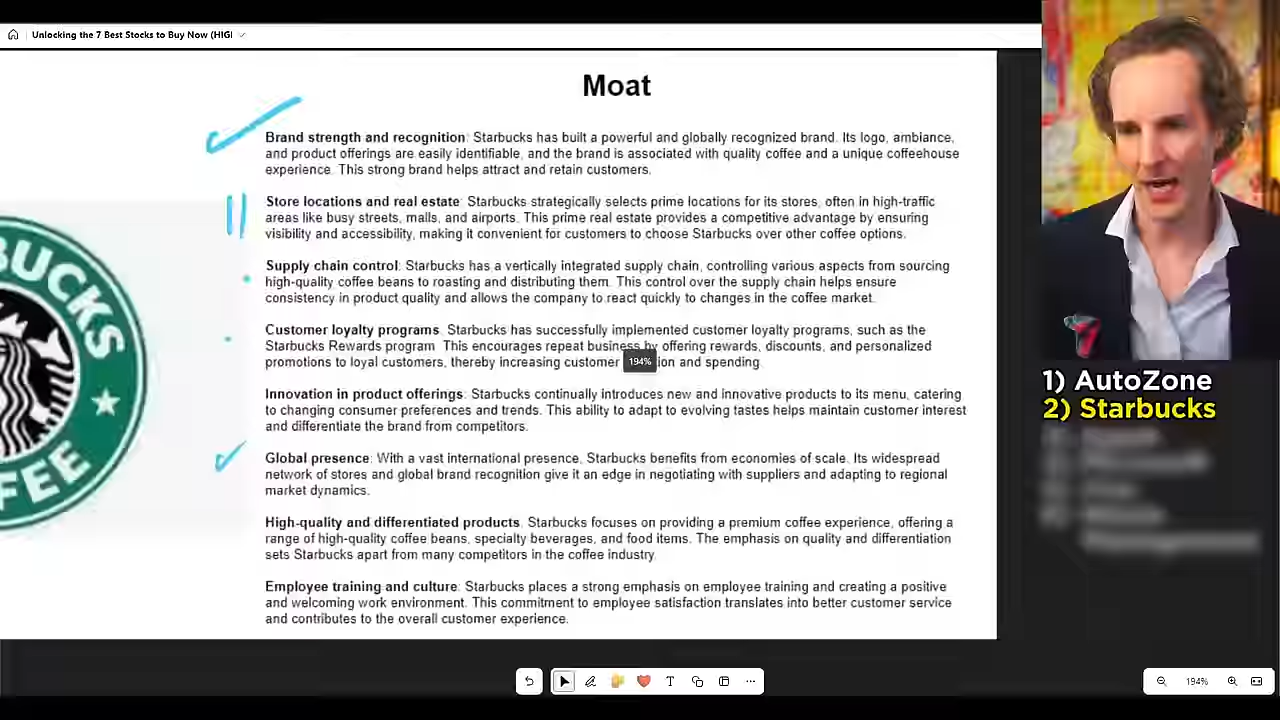 Unlocking the 7 Best Stocks to Buy Now (HIGI
Moat
Brand strength and recognition: Starbucks has built a powerful and globally recognized brand. Its logo, ambiance,
and product offerings are easily identifiable, and the brand is associated with quality coffee and a unique coffeehouse
experience. This strong brand helps attract and retain customers.
Store locations and real estate: Starbucks strategically selects prime locations for its stores, often in high-traffic
areas like busy streets, malls, and airports. This prime real estate provides a competitive advantage by ensuring
visibility and accessibility, making it convenient for customers to choose Starbucks over other coffee options.
Supply chain control: Starbucks has a vertically integrated supply chain, controlling various aspects from sourcing
high-quality coffee beans to roasting and distributing them. This control over the supply chain helps ensure
consistency in product quality and allows the company to react quickly to changes in the coffee market.
Customer loyalty programs: Starbucks has successfully implemented customer loyalty programs, such as the
Starbucks Rewards program. This encourages repeat business by offering rewards, discounts, and personalized
promotions to loyal customers, thereby increasing customer ion and spending.
194%
Innovation in product offerings: Starbucks continually introduces new and innovative products to its menu, catering
to changing consumer preferences and trends. This ability to adapt to evolving tastes helps maintain customer interest
and differentiate the brand from competitors.
Global presence: With a vast international presence, Starbucks benefits from economies of scale. Its widespread
network of stores and global brand recognition give it an edge in negotiating with suppliers and adapting to regional
market dynamics.
High-quality and differentiated products: Starbucks focuses on providing a premium coffee experience, offering a
range of high-quality coffee beans, specialty beverages, and food items. The emphasis on quality and differentiation
sets Starbucks apart from many competitors in the coffee industry.
Employee training and culture: Starbucks places a strong emphasis on employee training and creating a positive
and welcoming work environment. This commitment to employee satisfaction translates into better customer service
and contributes to the overall customer experience.
BUCKS
FEE
7
1) AutoZone
2) Starbucks
T
194%